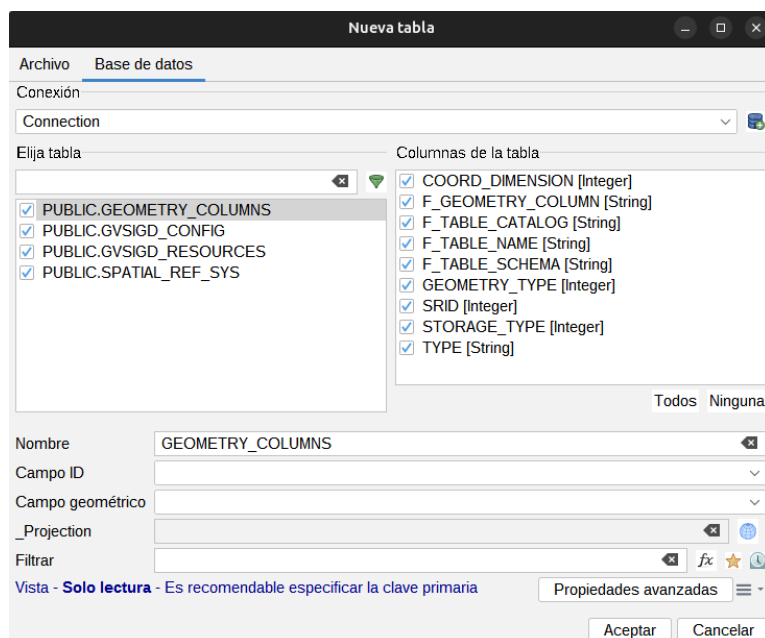 Nueva tabla
Archivo Base de datos
Conexión
Connection
Elija tabla
PUBLIC.GEOMETRY_COLUMNS
PUBLIC.GVSIGD_CONFIG
PUBLIC.GVSIGD_RESOURCES
PUBLIC.SPATIAL_REF_SYS
Columnas de la tabla
COORD_DIMENSION [Integer]
F_GEOMETRY_COLUMN [String]
F_TABLE_CATALOG [String]
F_TABLE_NAME [String]
F_TABLE_SCHEMA [String]
GEOMETRY_TYPE [Integer]
SRID [Integer]
STORAGE_TYPE [Integer]
TYPE [String]
Todos Ninguna
Nombre GEOMETRY_COLUMNS
Campo ID
Campo geométrico
_Projection
Filtrar fx
Vista - Solo lectura - Es recomendable especificar la clave primaria Propiedades avanzadas
Aceptar Cancelar